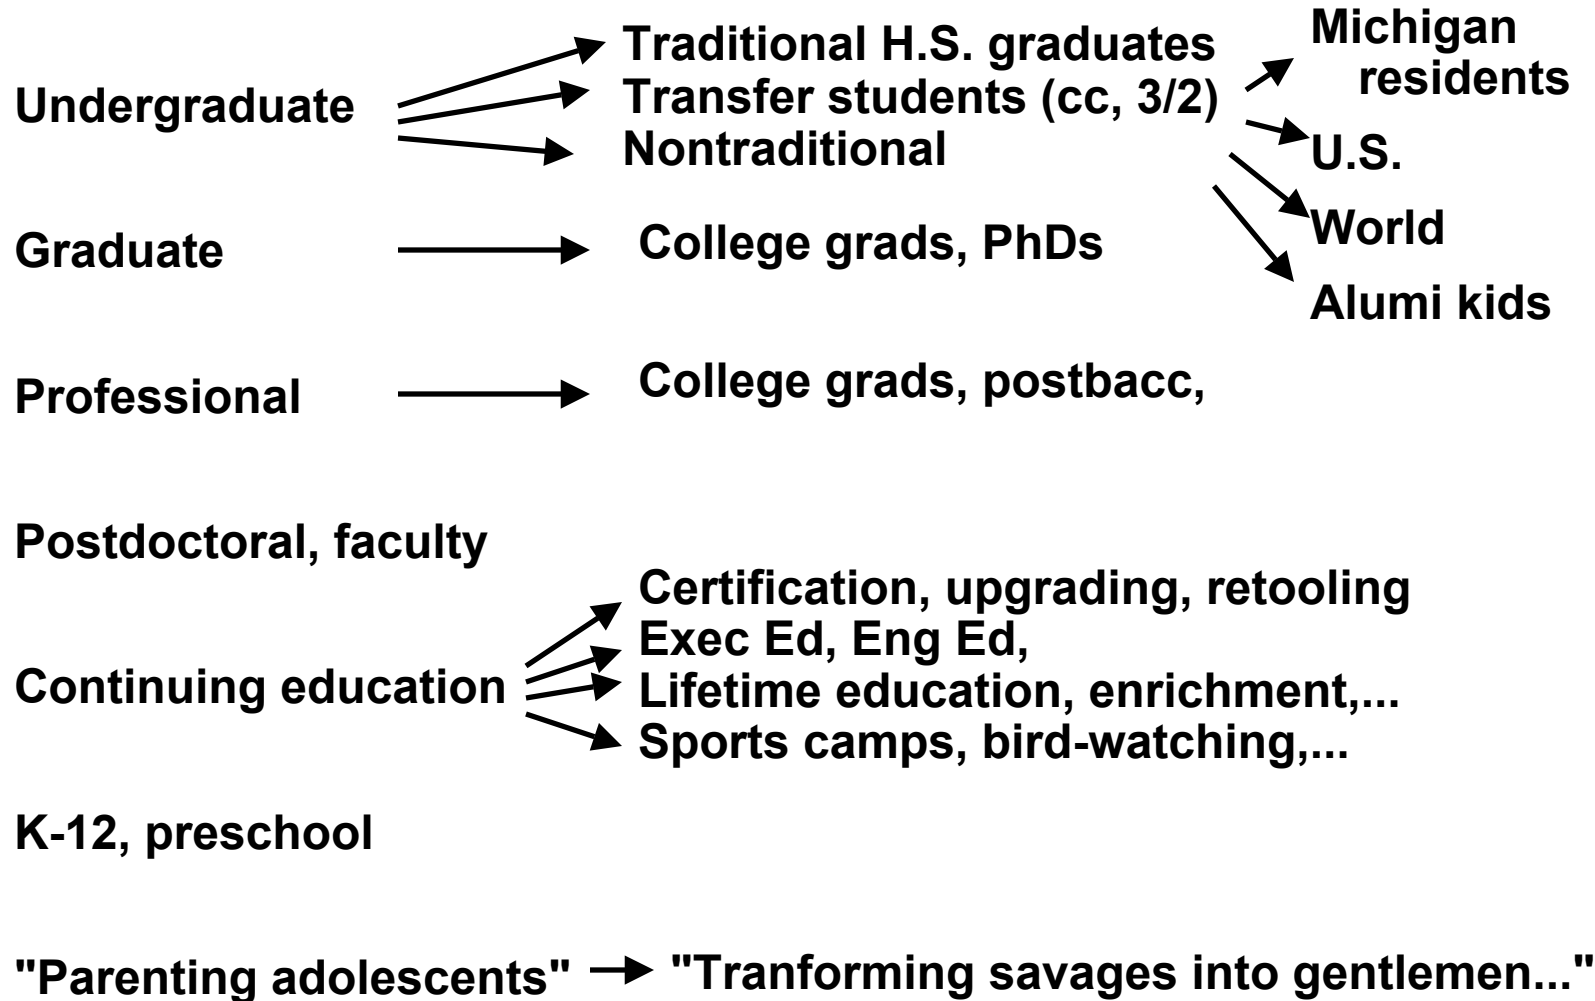 Undergraduate
Traditional H.S. graduates
Transfer students (cc, 3/2)
Nontraditional
Michigan
residents
U.S.
World
Alumi kids
Graduate
College grads, PhDs
Professional
College grads, postbacc,
Postdoctoral, faculty
Continuing education
Certification, upgrading, retooling
Exec Ed, Eng Ed,
Lifetime education, enrichment,...
Sports camps, bird-watching,...
K-12, preschool
"Parenting adolescents"
"Tranforming savages into gentlemen..."